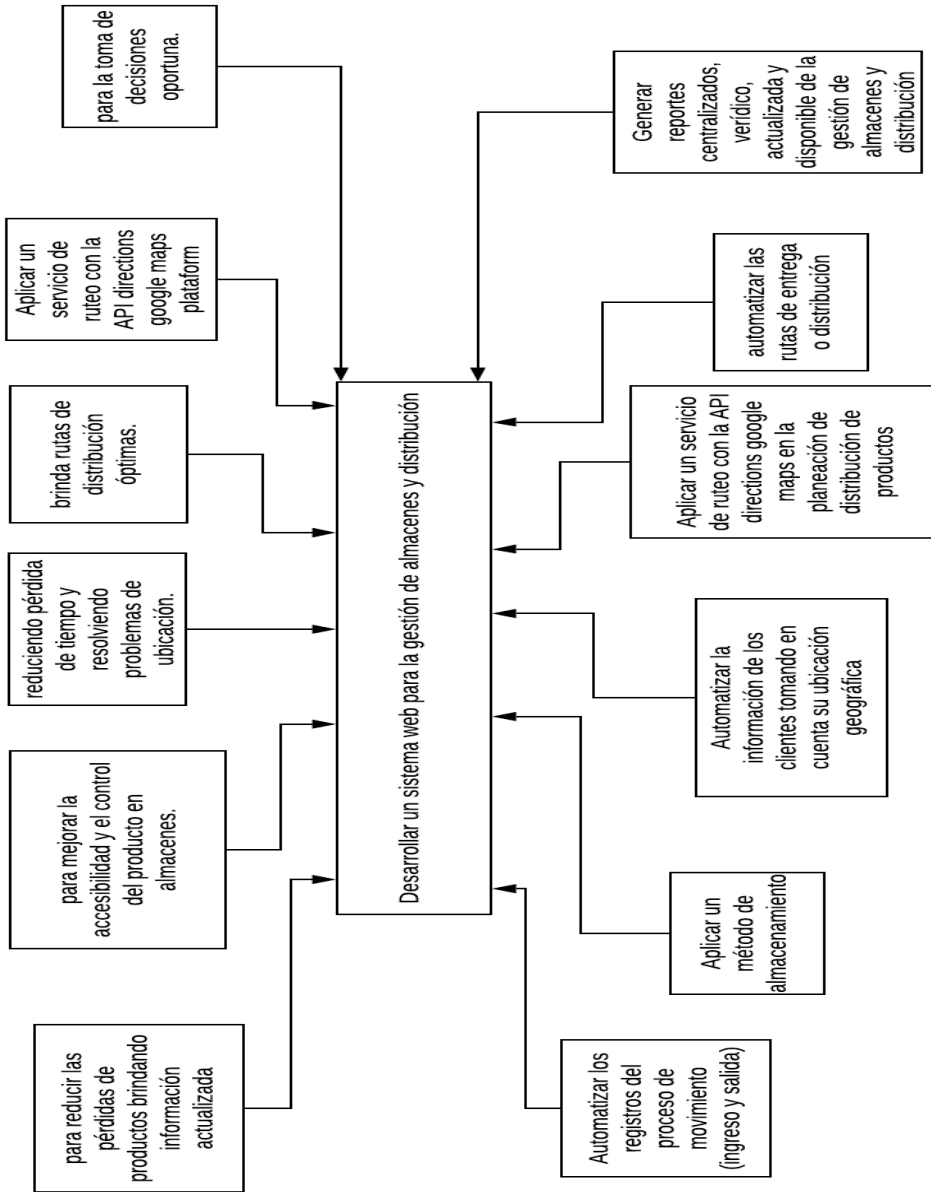 para reducir las
pérdidas de
productos brindando
información
actualizada
para mejorar la
accesibilidad y el control
del producto en
almacenes.
reduciendo pérdida
de tiempo y
resolviendo
problemas de
ubicación.
brinda rutas de
distribución
óptimas.
Aplicar un
servicio de
ruteo con la
API directions
google maps
plataform
para la toma de
decisiones
oportuna.
Desarrollar un sistema web para la gestión de almacenes y distribución
Automatizar los
registros del
proceso de
movimiento
(ingreso y salida)
Aplicar un
método de
almacenamiento
Automatizar la
información de los
clientes tomando en
cuenta su ubicación
geográfica
Aplicar un servicio
de ruteo con la API
directions google
maps en la
planeación de
distribución de
productos
automatizar las
rutas de entrega
o distribución
Generar
reportes
centralizados,
verídico,
actualizada y
disponible de la
gestión de
almacenes y
distribución